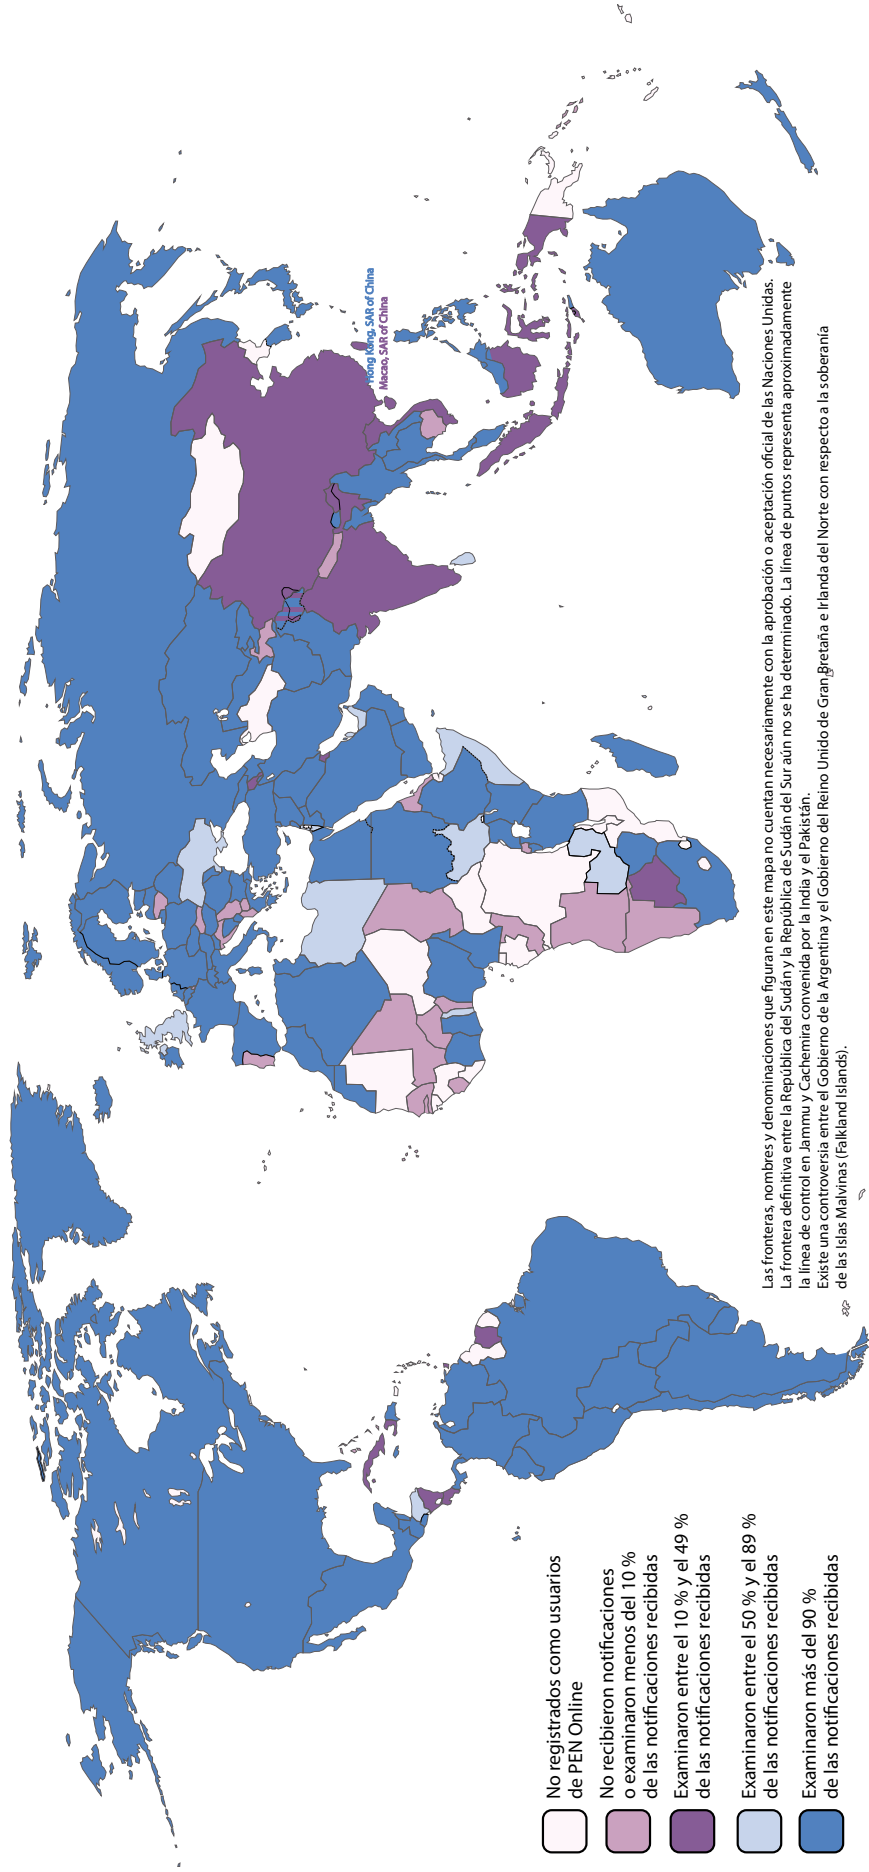 Hong Kong, SAR of China
Macao, SAR of China
No registrados como usuarios
de PEN Online
No recibieron notificaciones
o examinaron menos del 10 %
de las notificaciones recibidas
Examinaron entre el 10 % y el 49 %
de las notificaciones recibidas
Examinaron entre el 50 % y el 89 %
de las notificaciones recibidas
Examinaron más del 90 %
de las notificaciones recibidas
Las fronteras, nombres y denominaciones que figuran en este mapa no cuentan necesariamente con la aprobación o aceptación oficial de las Naciones Unidas.
La frontera definitiva entre la República del Sudán y la República de Sudán del Sur aún no se ha determinado. La línea de puntos representa aproximadamente
la línea de control en Jammu y Cachemira convenida por la India y el Pakistán.
Existe una controversia entre el Gobierno de la Argentina y el Gobierno del Reino Unido de Gran Bretaña e Irlanda del Norte con respecto a la soberanía
de las Islas Malvinas (Falkland Islands).